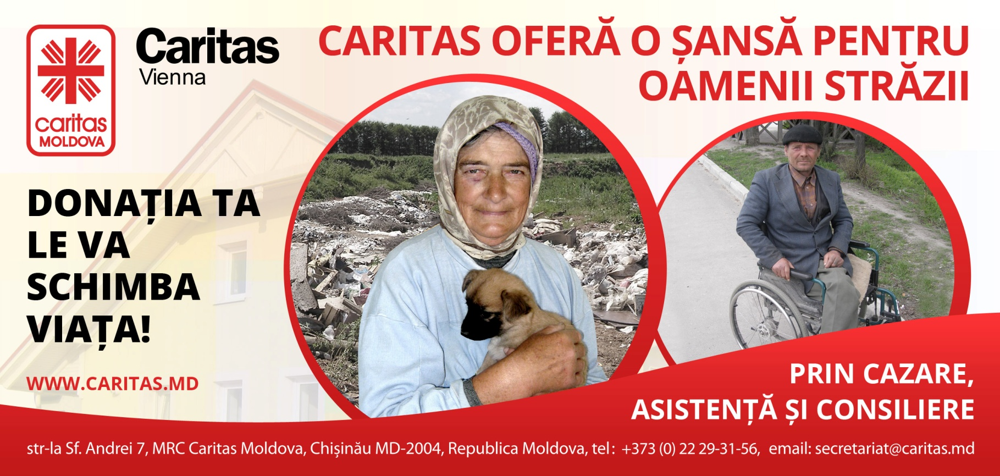 caritas
MOLDOVA
Caritas
Vienna
CARITAS OFERĂ O ȘANSĂ PENTRU
OAMENII STRĂZII
DONAȚIA TA
LE VA
SCHIMBA
VIAȚA!
WWW.CARITAS.MD
PRIN CAZARE,
ASISTENȚĂ ȘI CONSILIERE
str-la Sf. Andrei 7, MRC Caritas Moldova, Chișinău MD-2004, Republica Moldova, tel: +373 (0) 22 29-31-56, email: secretariat@caritas.md